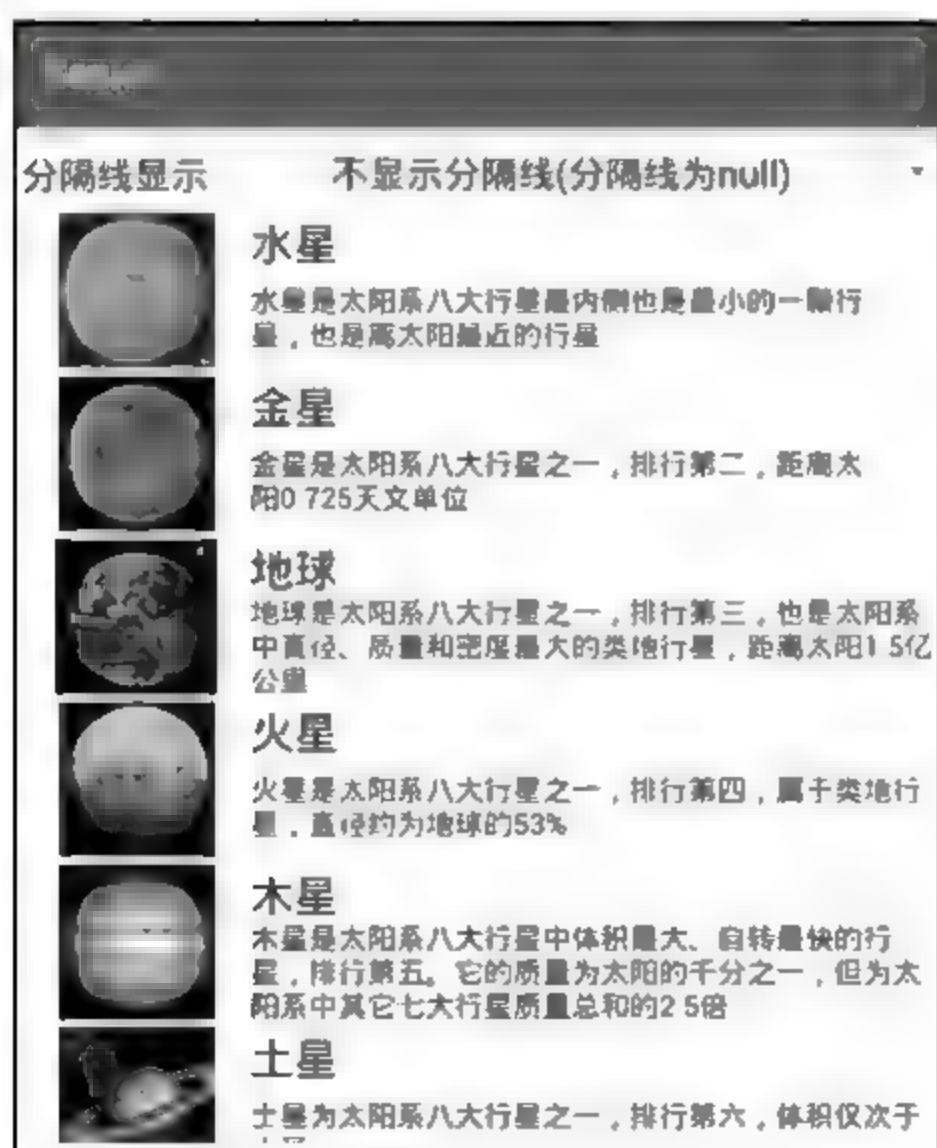 分隔线显示
不显示分隔线(分隔线为null)
水星
水星是太阳系八大行星最内侧也是最小的一颗行
星，也是离太阳最近的行星
金星
金星是太阳系八大行星之一，排行第二，距离太
阳0 725天文单位
地球
地球是太阳系八大行星之一，排行第三，也是太阳系
中直径、质量和密度最大的类地行星，距离太阳1 5亿
公里
火星
火星是太阳系八大行星之一，排行第四，属于类地行
星，直径约为地球的53%
木星
木星是太阳系八大行星中体积最大、自转最快的行
星，排行第五。它的质量为太阳的千分之一，但为太
阳系中其它七大行星质量总和的2 5倍
土星
土星为太阳系八大行星之一，排行第六，体积仅次于